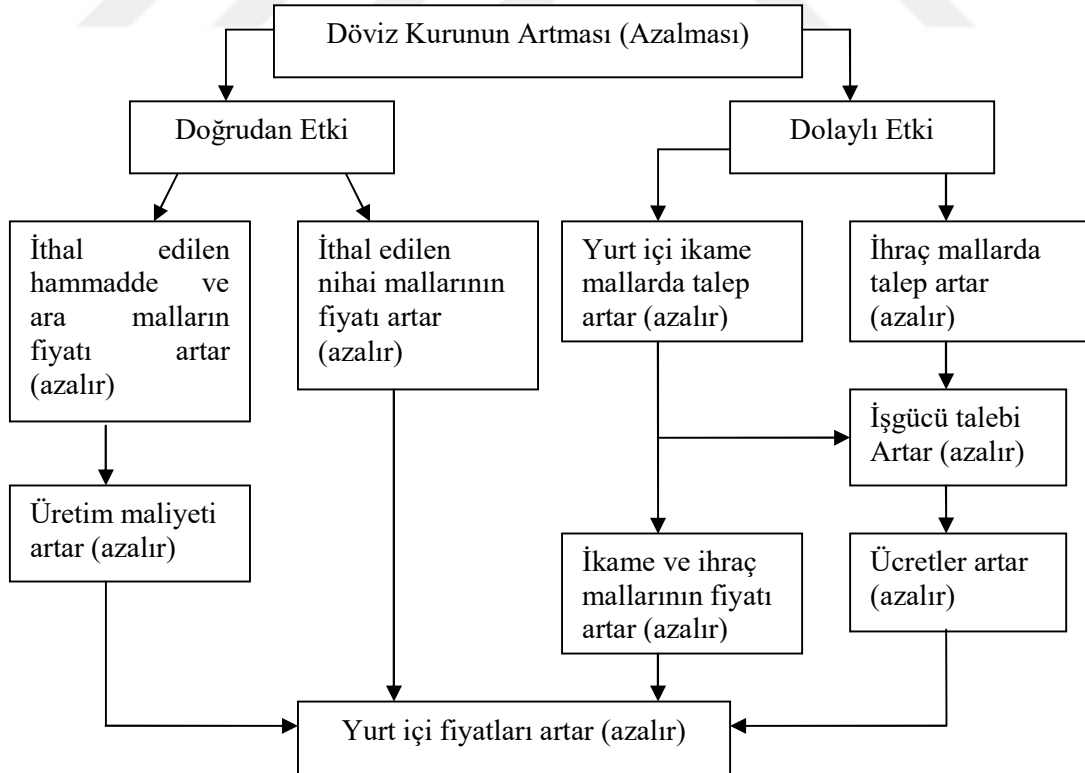 Döviz Kurunun Artması (Azalması)
Doğrudan Etki
Dolaylı Etki
İthal edilen
hammadde ve
ara malların
fiyatı artar
(azalır)
İthal edilen
nihai mallarının
fiyatı artar
(azalır)
Yurt içi ikame
mallarda talep
artar (azalır)
İhraç mallarda
talep artar
(azalır)
İşgücü talebi
Artar (azalır)
Üretim maliyeti
artar (azalır)
İkame ve ihraç
mallarının fiyatı
artar (azalır)
Ücretler artar
(azalır)
Yurt içi fiyatları artar (azalır)